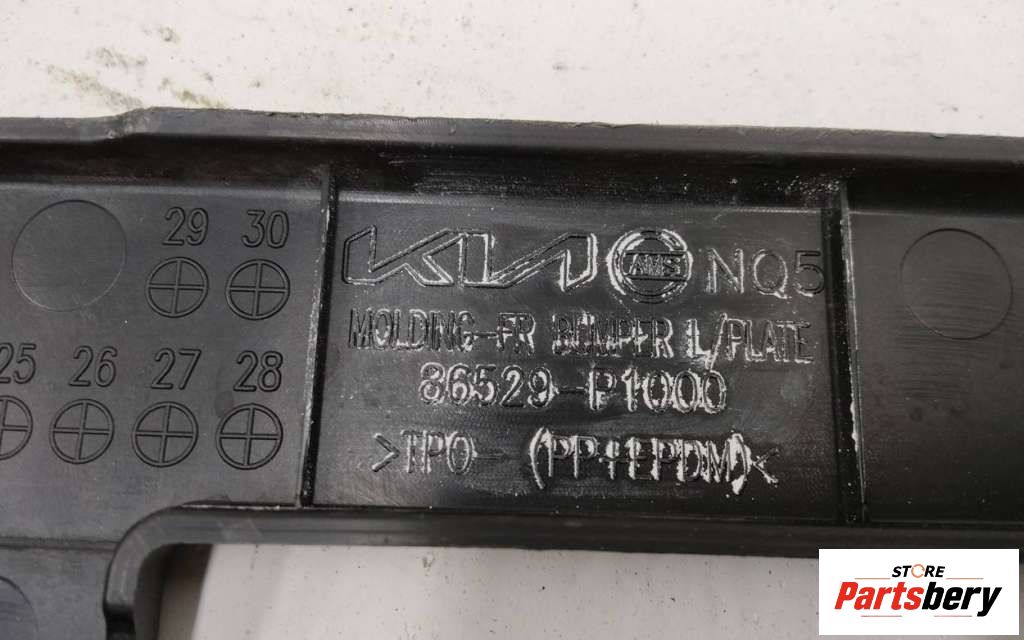 29 30
25 26 27 28
KIA AMS NQ5
MOLDING-FR BUMPER L/PLATE
86529-P1000
>TPO-(PP+EPDM)<
STORE
Partsbery